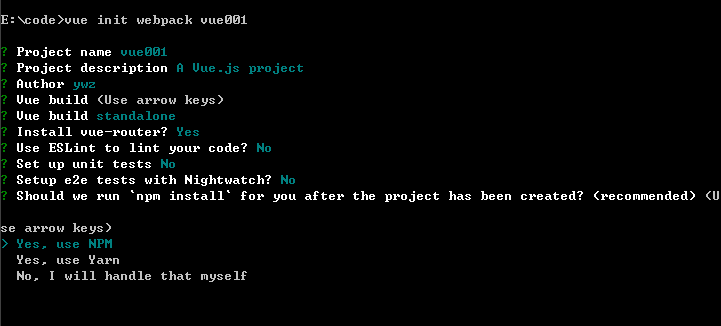 E:\code>vue init webpack vue001
? Project name vue001
? Project description A Vue.js project
? Author ywz
? Vue build (Use arrow keys)
? Vue build standalone
? Install vue-router? Yes
? Use ESLint to lint your code? No
? Set up unit tests No
? Setup e2e tests with Nightwatch? No
? Should we run `npm install` for you after the project has been created? (recommended) (U
se arrow keys)
> Yes, use NPM
Yes, use Yarn
No, I will handle that myself